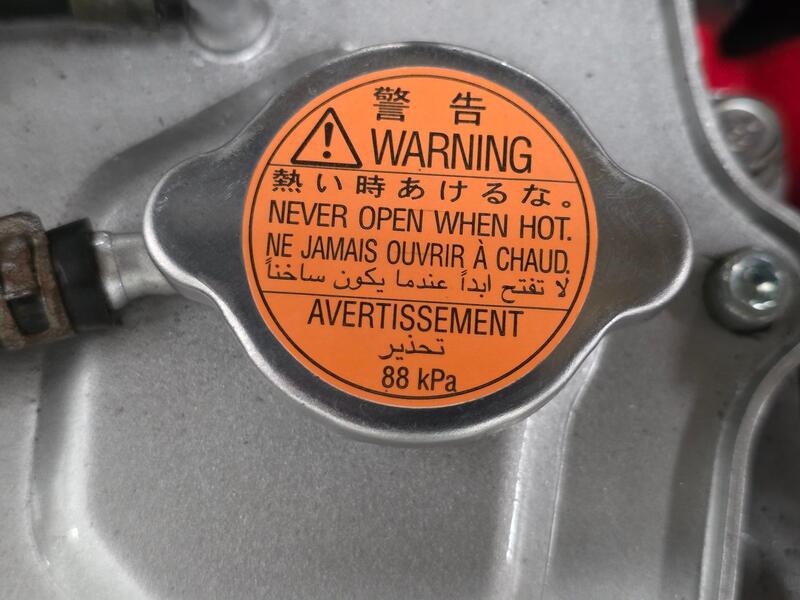 警告
WARNING
熱い時あけるな。
NEVER OPEN WHEN HOT.
NE JAMAIS OUVRIR À CHAUD.
لا تفتح ابداً عندما يكون ساخناً
AVERTISSEMENT
تحذير
88 kPa